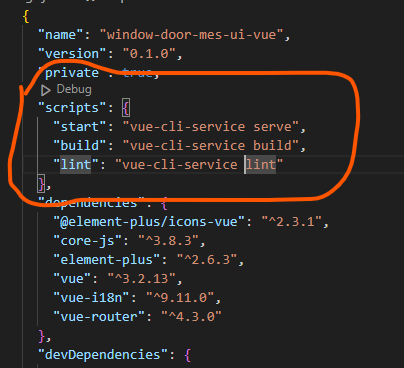 {
"name": "window-door-mes-ui-vue",
"version": "0.1.0",
"private": true,
Debug
"scripts": {
"start": "vue-cli-service serve",
"build": "vue-cli-service build",
"lint": "vue-cli-service lint"
},
"dependencies": {
"@element-plus/icons-vue": "^2.3.1",
"core-js": "^3.8.3",
"element-plus": "^2.6.3",
"vue": "^3.2.13",
"vue-i18n": "^9.11.0",
"vue-router": "^4.3.0"
},
"devDependencies": {